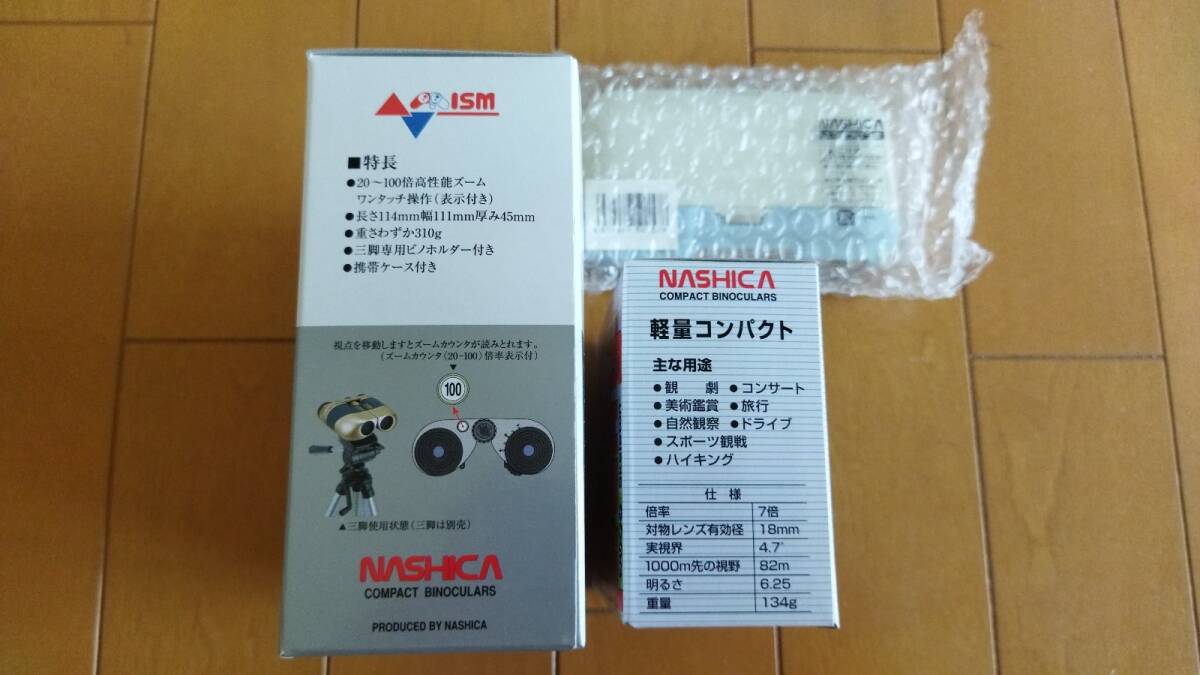 ISM
■特長
●20〜100倍高性能ズーム
ワンタッチ操作(表示付き)
●長さ114mm幅111mm厚み45mm
●重さわずか310g
●三脚専用ビノホルダー付き
●携帯ケース付き
視点を移動しますとズームカウンタが読みとれます。
(ズームカウンタ〈20-100〉倍率表示付)
▼
100
▲三脚使用状態(三脚は別売)
NASHICA
COMPACT BINOCULARS
PRODUCED BY NASHICA
NASHICA
NASHICA
COMPACT BINOCULARS
軽量コンパクト
主な用途
●観 劇 ●コンサート
●美術鑑賞 ●旅行
●自然観察 ●ドライブ
●スポーツ観戦
●ハイキング
仕 様
倍率 7倍
対物レンズ有効径 18mm
実視界 4.7°
1000m先の視野 82m
明るさ 6.25
重量 134g